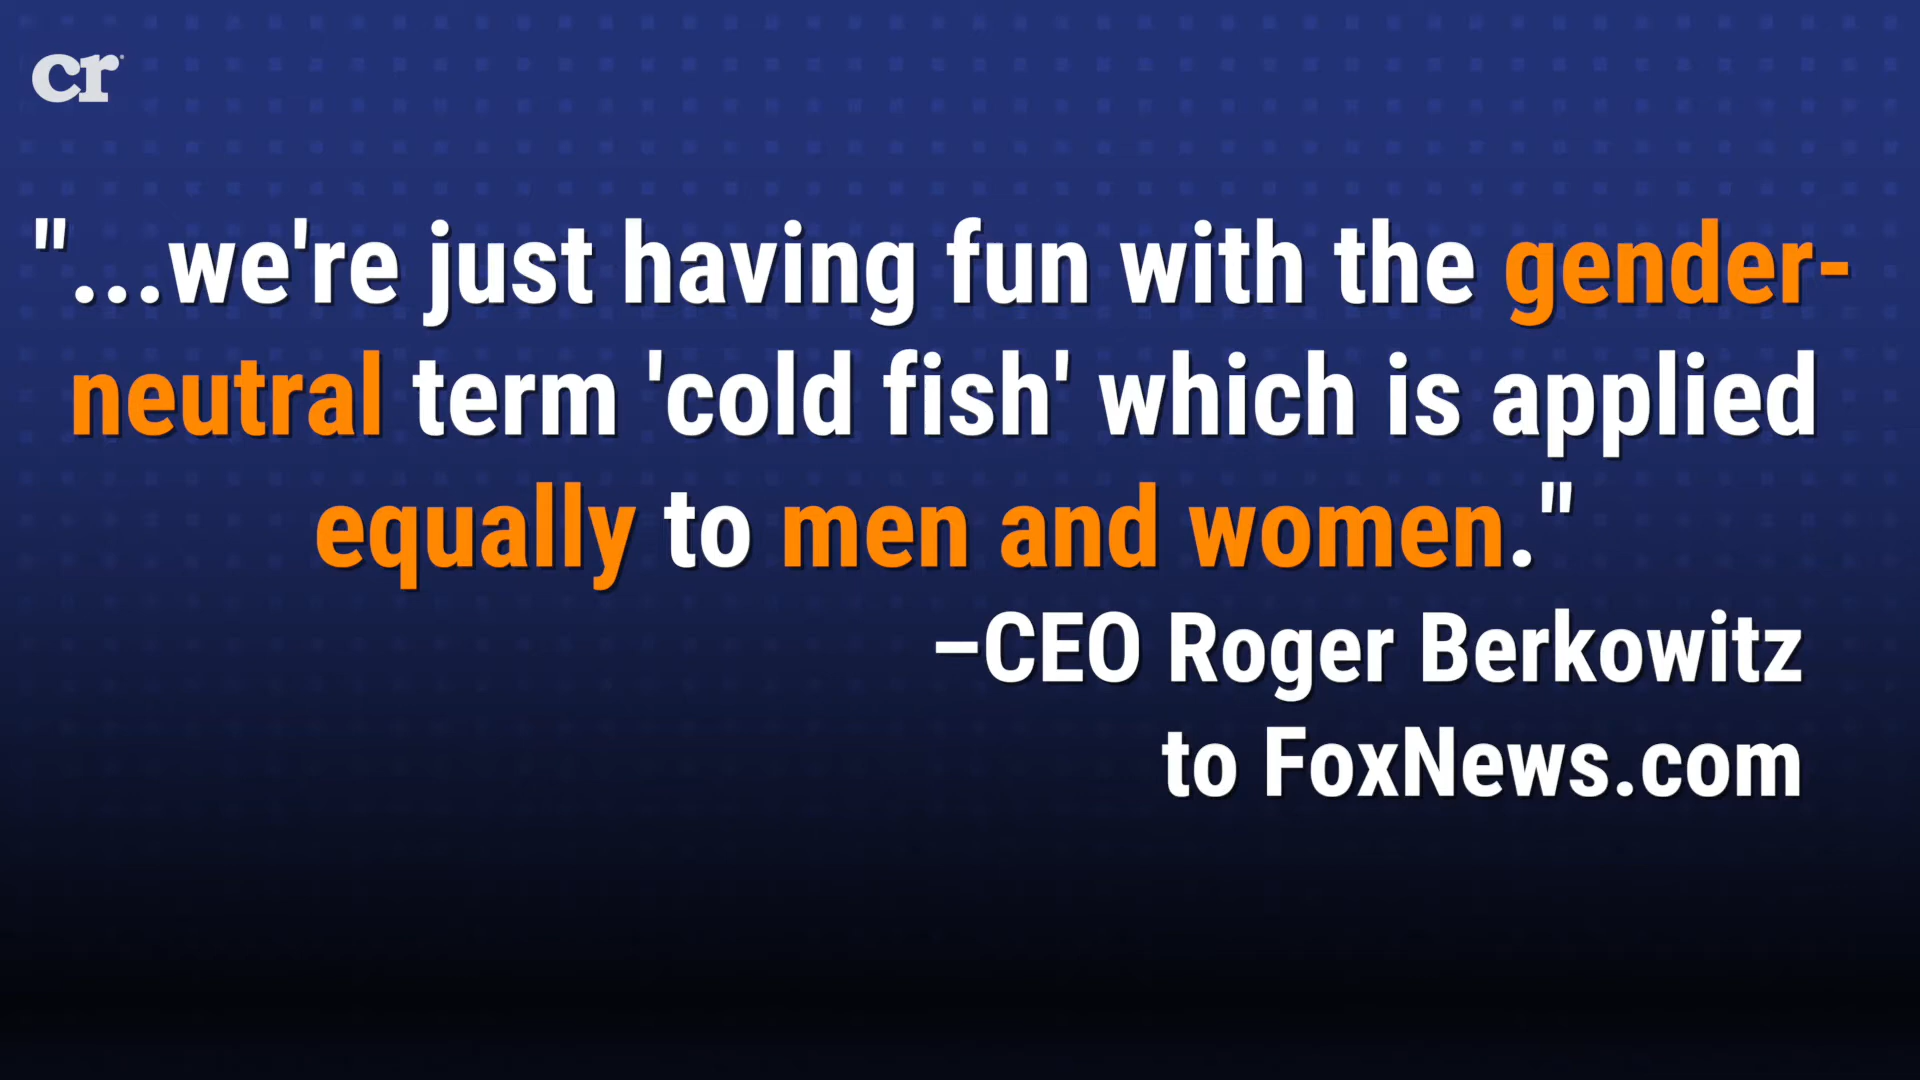 cr
"...we're just having fun with the gender-
neutral term 'cold fish' which is applied
equally to men and women."
–CEO Roger Berkowitz
to FoxNews.com